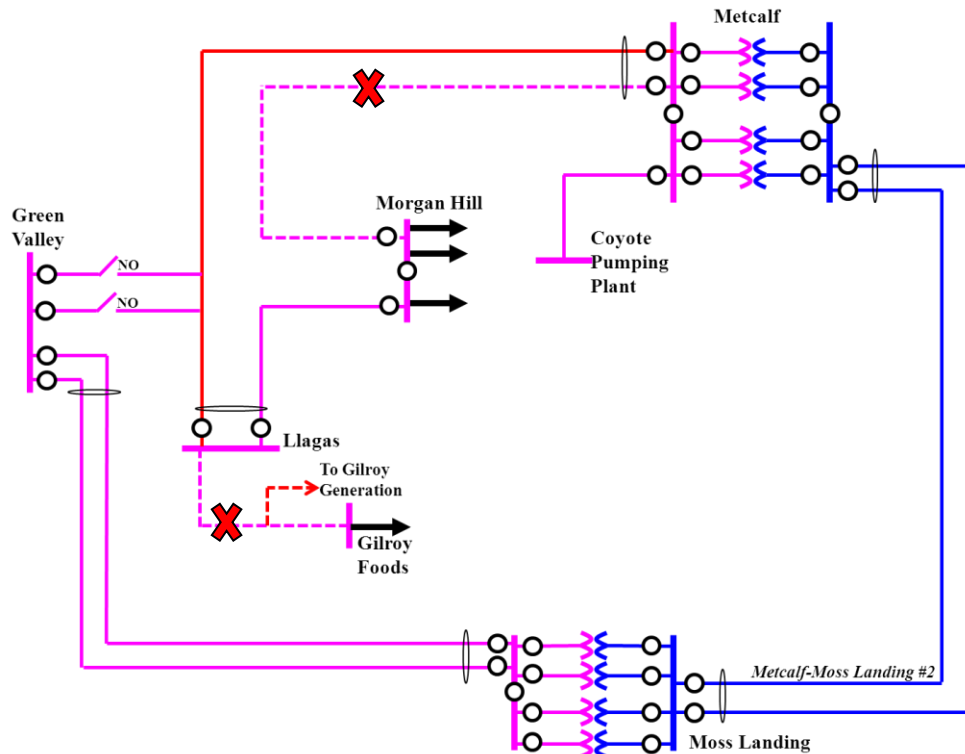 Metcalf
Morgan Hill
Green
Valley
Coyote
Pumping
Plant
NO
NO
Llagas
To Gilroy
Generation
Gilroy
Foods
Metcalf-Moss Landing #2
Moss Landing